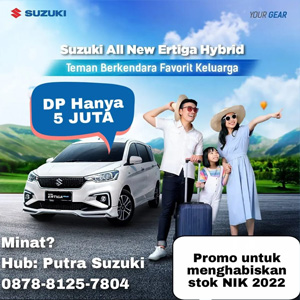 SUZUKI
YOUR GEAR
Suzuki All New Ertiga Hybrid
Teman Berkendara Favorit Keluarga
DP Hanya
5 JUTA
Minat?
Hub: Putra Suzuki
0878-8125-7804
Promo untuk
menghabiskan
stok NIK 2022